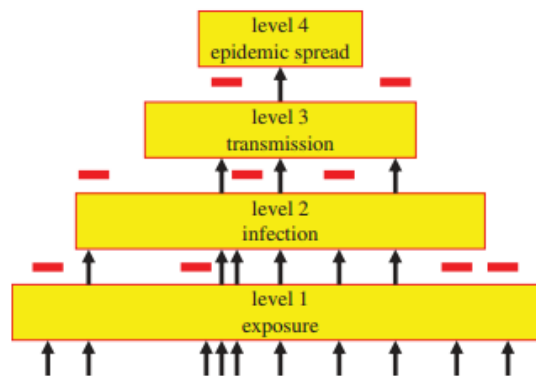 level 4
epidemic spread
level 3
transmission
level 2
infection
level 1
exposure